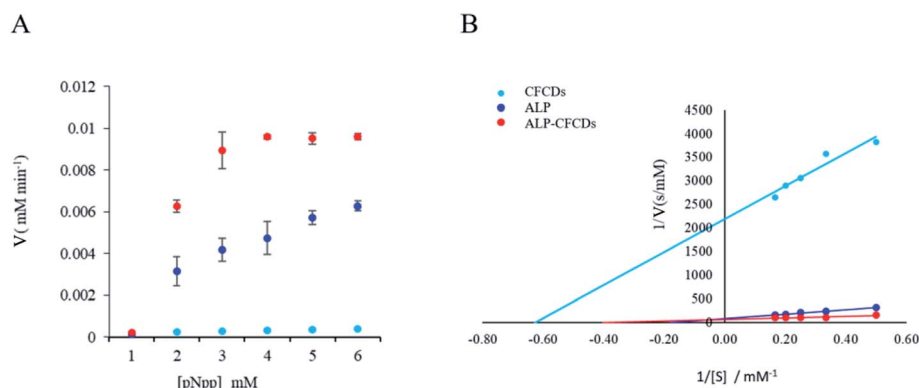 A
0.012
0.01
0.008
0.006
0.004
0.002
0
V( mM min-1)
1 2 3 4 5 6
[pNpp] mM
B
CFCDs
ALP
ALP-CFCDs
4500
4000
3500
3000
2500
2000
1500
1000
500
0
1/ V(s/mM)
-0.80 -0.60 -0.40 -0.20 0.00 0.20 0.40 0.60
1/[S] / mM-1